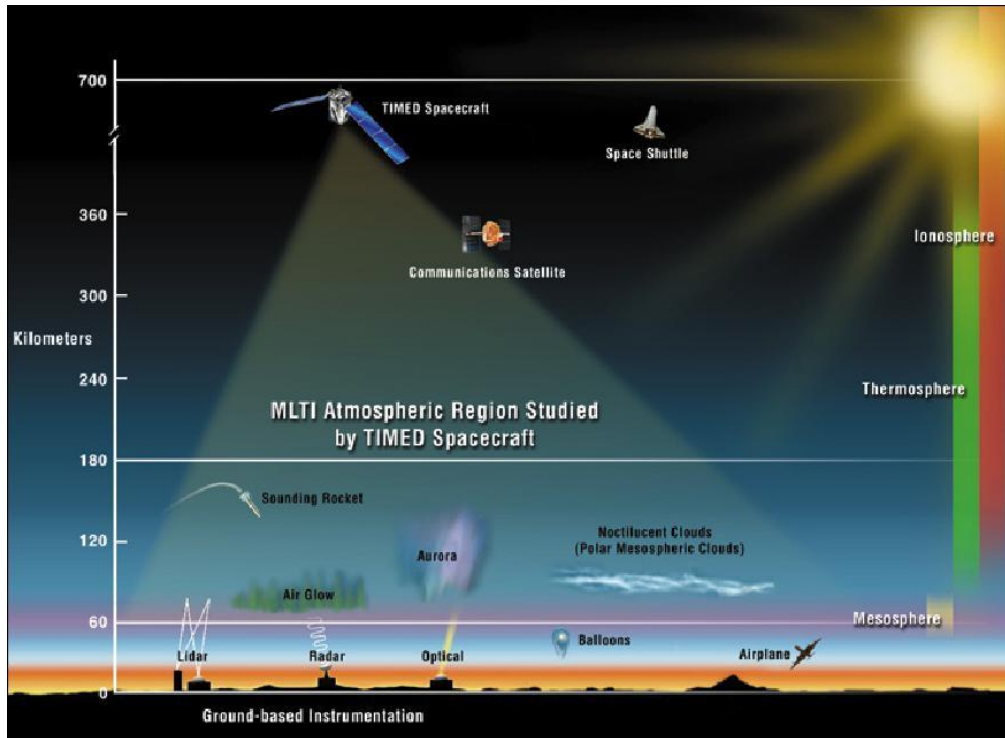 700
TIMED Spacecraft
Space Shuttle
360
Ionosphere
Communications Satellite
300
Kilometers
240
Thermosphere
MLTI Atmospheric Region Studied
by TIMED Spacecraft
180
Sounding Rocket
Noctilucent Clouds
(Polar Mesospheric Clouds)
120
Aurora
Air Glow
60
Mesosphere
Balloons
Lidar
Radar
Optical
Airplane
0
Ground-based Instrumentation